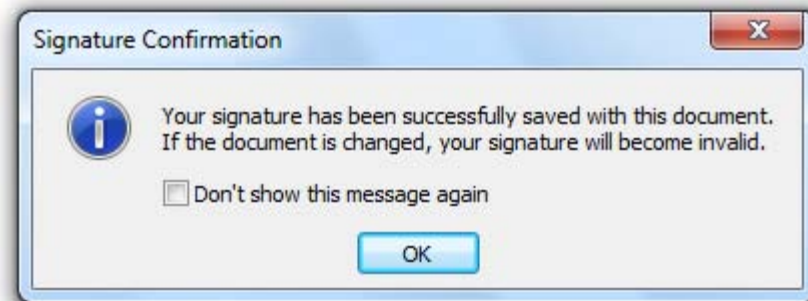 Signature Confirmation
Your signature has been successfully saved with this document.
If the document is changed, your signature will become invalid.
Don't show this message again
OK